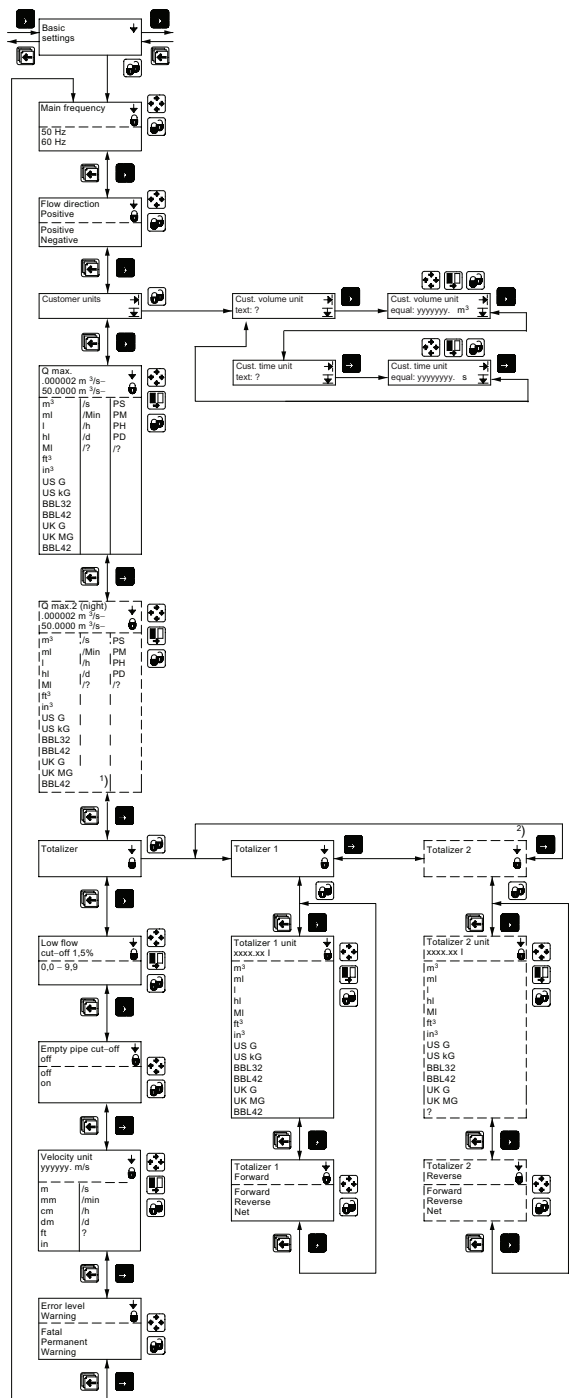 Basic
settings
Main frequency
50 Hz
60 Hz
Flow direction
Positive
Positive
Negative
Customer units
Cust. volume unit
text: ?
Cust. volume unit
equal: yyyyyyy. m³
Cust. time unit
text: ?
Cust. time unit
equal: yyyyyyyy. s
Q max.
.000002 m ³/s–
50.0000 m ³/s–
m³ /s PS
ml /Min PM
l /h PH
hl /d PD
Ml /? /?
ft³
in³
US G
US kG
BBL32
BBL42
UK G
UK MG
BBL42
Q max.2 (night)
.000002 m ³/s–
50.0000 m ³/s–
m³ /s PS
ml /Min PM
l /h PH
hl /d PD
Ml /? /?
ft³
in³
US G
US kG
BBL32
BBL42
UK G
UK MG
BBL42 1)
Totalizer
Totalizer 1
2)
Totalizer 2
Low flow
cut–off 1,5%
0,0 – 9,9
Empty pipe cut–off
off
off
on
Velocity unit
yyyyyy. m/s
m /s
mm /min
cm /h
dm /d
ft ?
in
Error level
Warning
Fatal
Permanent
Warning
Totalizer 1 unit
xxxx.xx l
m³
ml
l
hl
Ml
ft³
in³
US G
US kG
BBL32
BBL42
UK G
UK MG
BBL42
Totalizer 1
Forward
Forward
Reverse
Net
Totalizer 2 unit
xxxx.xx l
m³
ml
l
hl
Ml
ft³
in³
US G
US kG
BBL32
BBL42
UK G
UK MG
?
Totalizer 2
Reverse
Forward
Reverse
Net